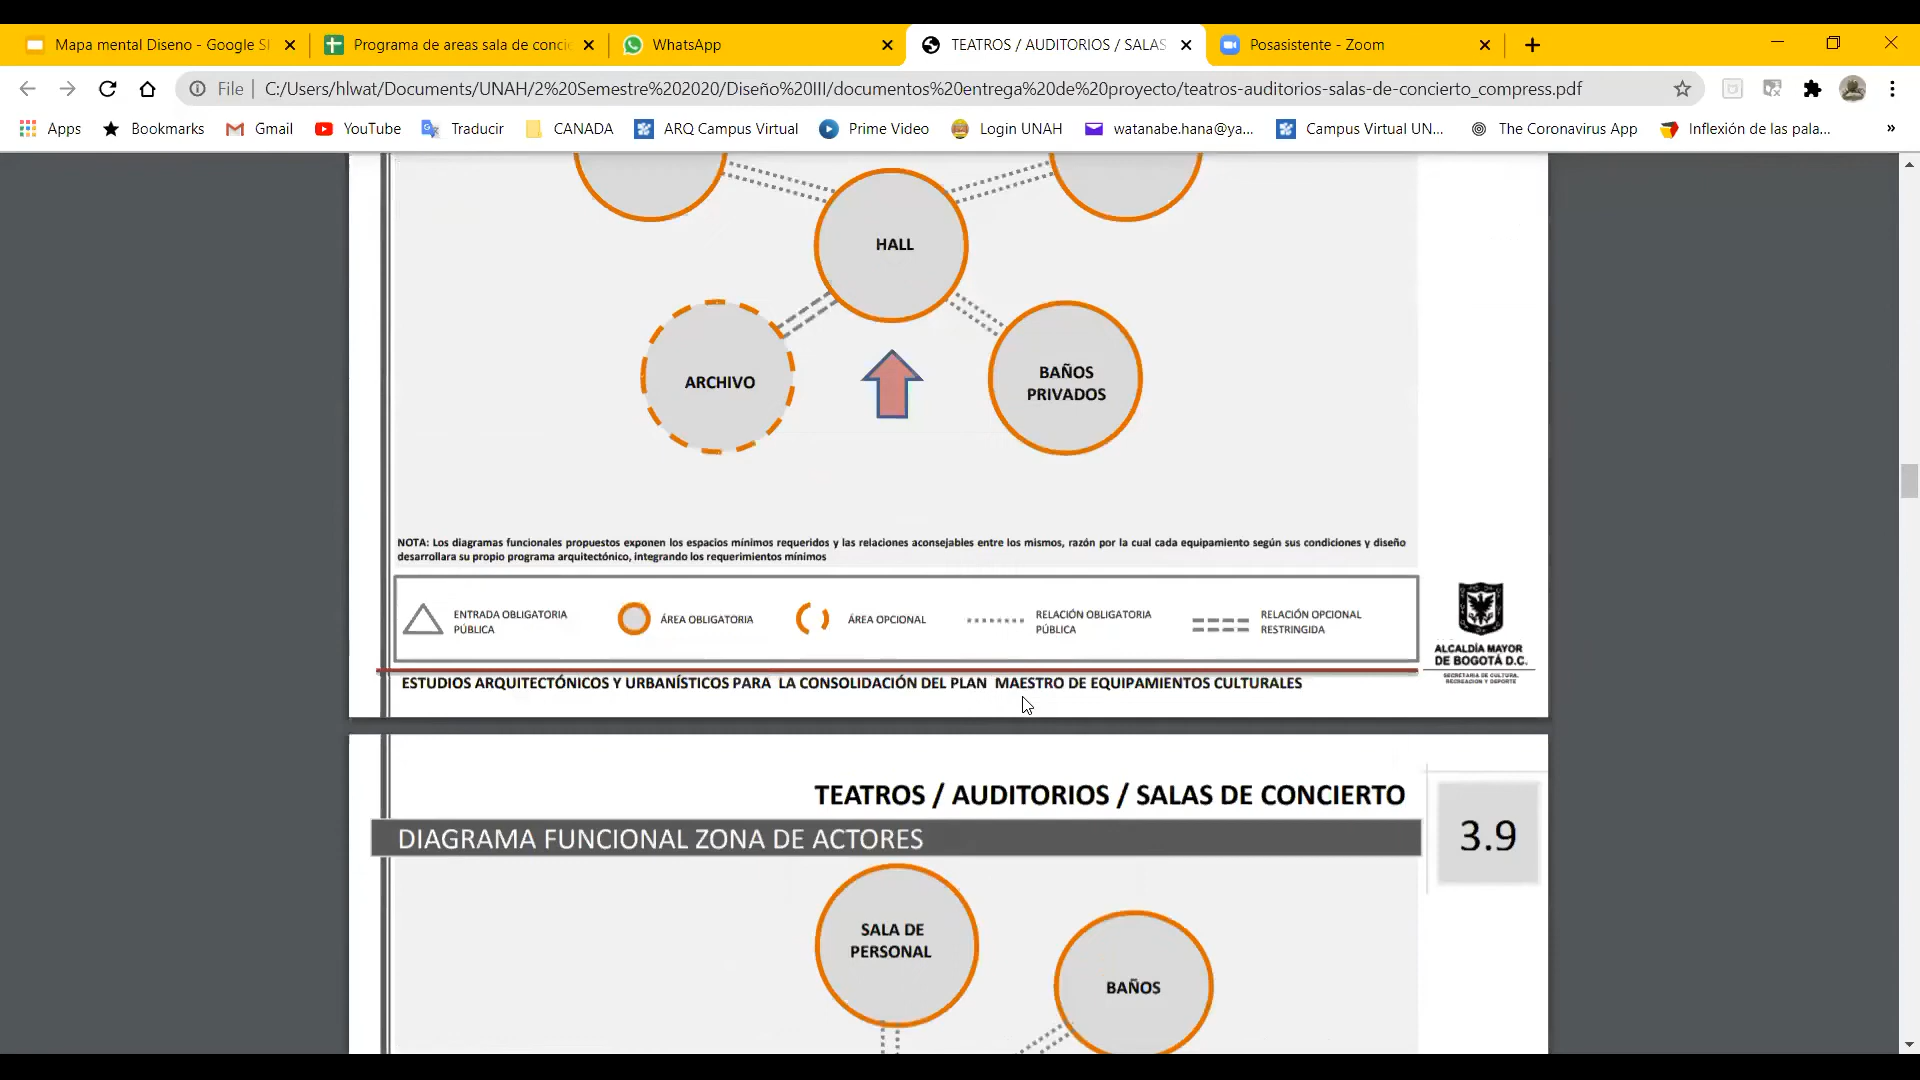 Mapa mental Diseno - Google Sl
Programa de areas sala de concie
WhatsApp
TEATROS / AUDITORIOS / SALAS
Posasistente - Zoom
File | C:/Users/hlwat/Documents/UNAH/2%20Semestre%202020/Diseño%20III/documentos%20entrega%20de%20proyecto/teatros-auditorios-salas-de-concierto_compress.pdf
Apps Bookmarks Gmail YouTube Traducir CANADA ARQ Campus Virtual Prime Video Login UNAH watanabe.hana@ya... Campus Virtual UN... The Coronavirus App Inflexión de las pala... »
HALL
ARCHIVO
BAÑOS
PRIVADOS
NOTA: Los diagramas funcionales propuestos exponen los espacios mínimos requeridos y las relaciones aconsejables entre los mismos, razón por la cual cada equipamiento según sus condiciones y diseño
desarrollara su propio programa arquitectónico, integrando los requerimientos mínimos
ENTRADA OBLIGATORIA
PÚBLICA
ÁREA OBLIGATORIA
ÁREA OPCIONAL
RELACIÓN OBLIGATORIA
PÚBLICA
RELACIÓN OPCIONAL
RESTRINGIDA
ALCALDÍA MAYOR
DE BOGOTÁ D.C.
SECRETARIA DE CULTURA,
RECREACION Y DEPORTE
ESTUDIOS ARQUITECTÓNICOS Y URBANÍSTICOS PARA LA CONSOLIDACIÓN DEL PLAN MAESTRO DE EQUIPAMIENTOS CULTURALES
TEATROS / AUDITORIOS / SALAS DE CONCIERTO
DIAGRAMA FUNCIONAL ZONA DE ACTORES
3.9
SALA DE
PERSONAL
BAÑOS